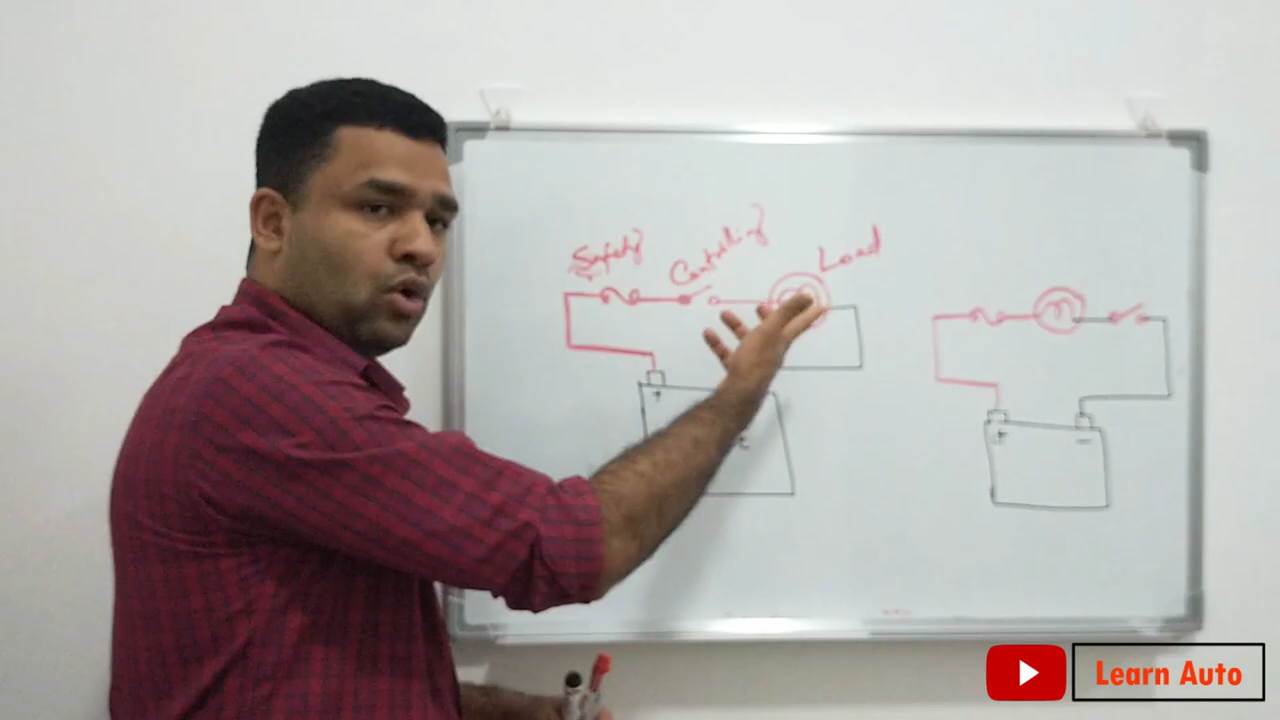 Safety
Controlling
Load
+
+
−
Learn Auto